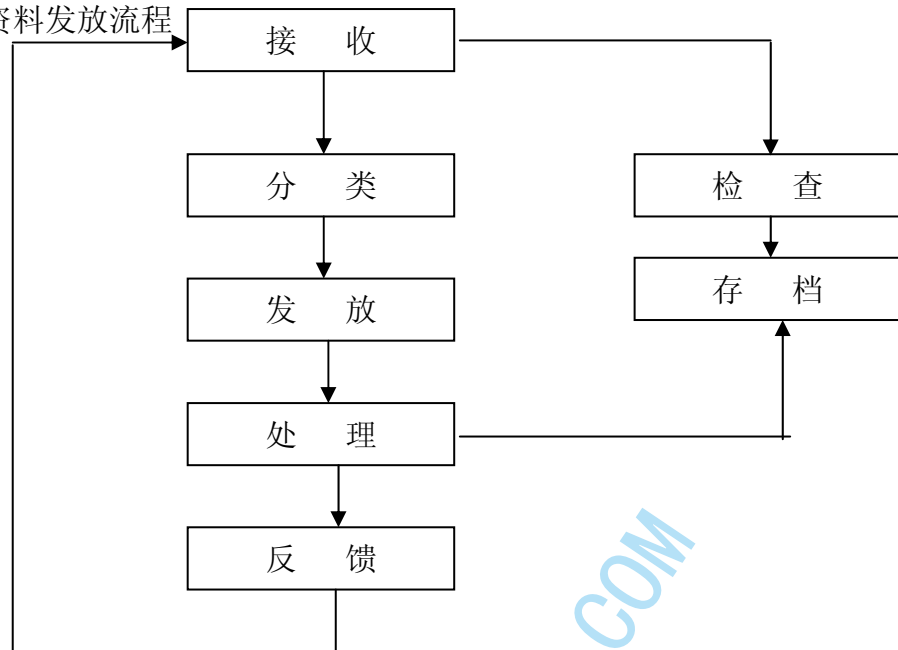 资料发放流程
接 收
分 类
检 查
发 放
存 档
处 理
反 馈
COM